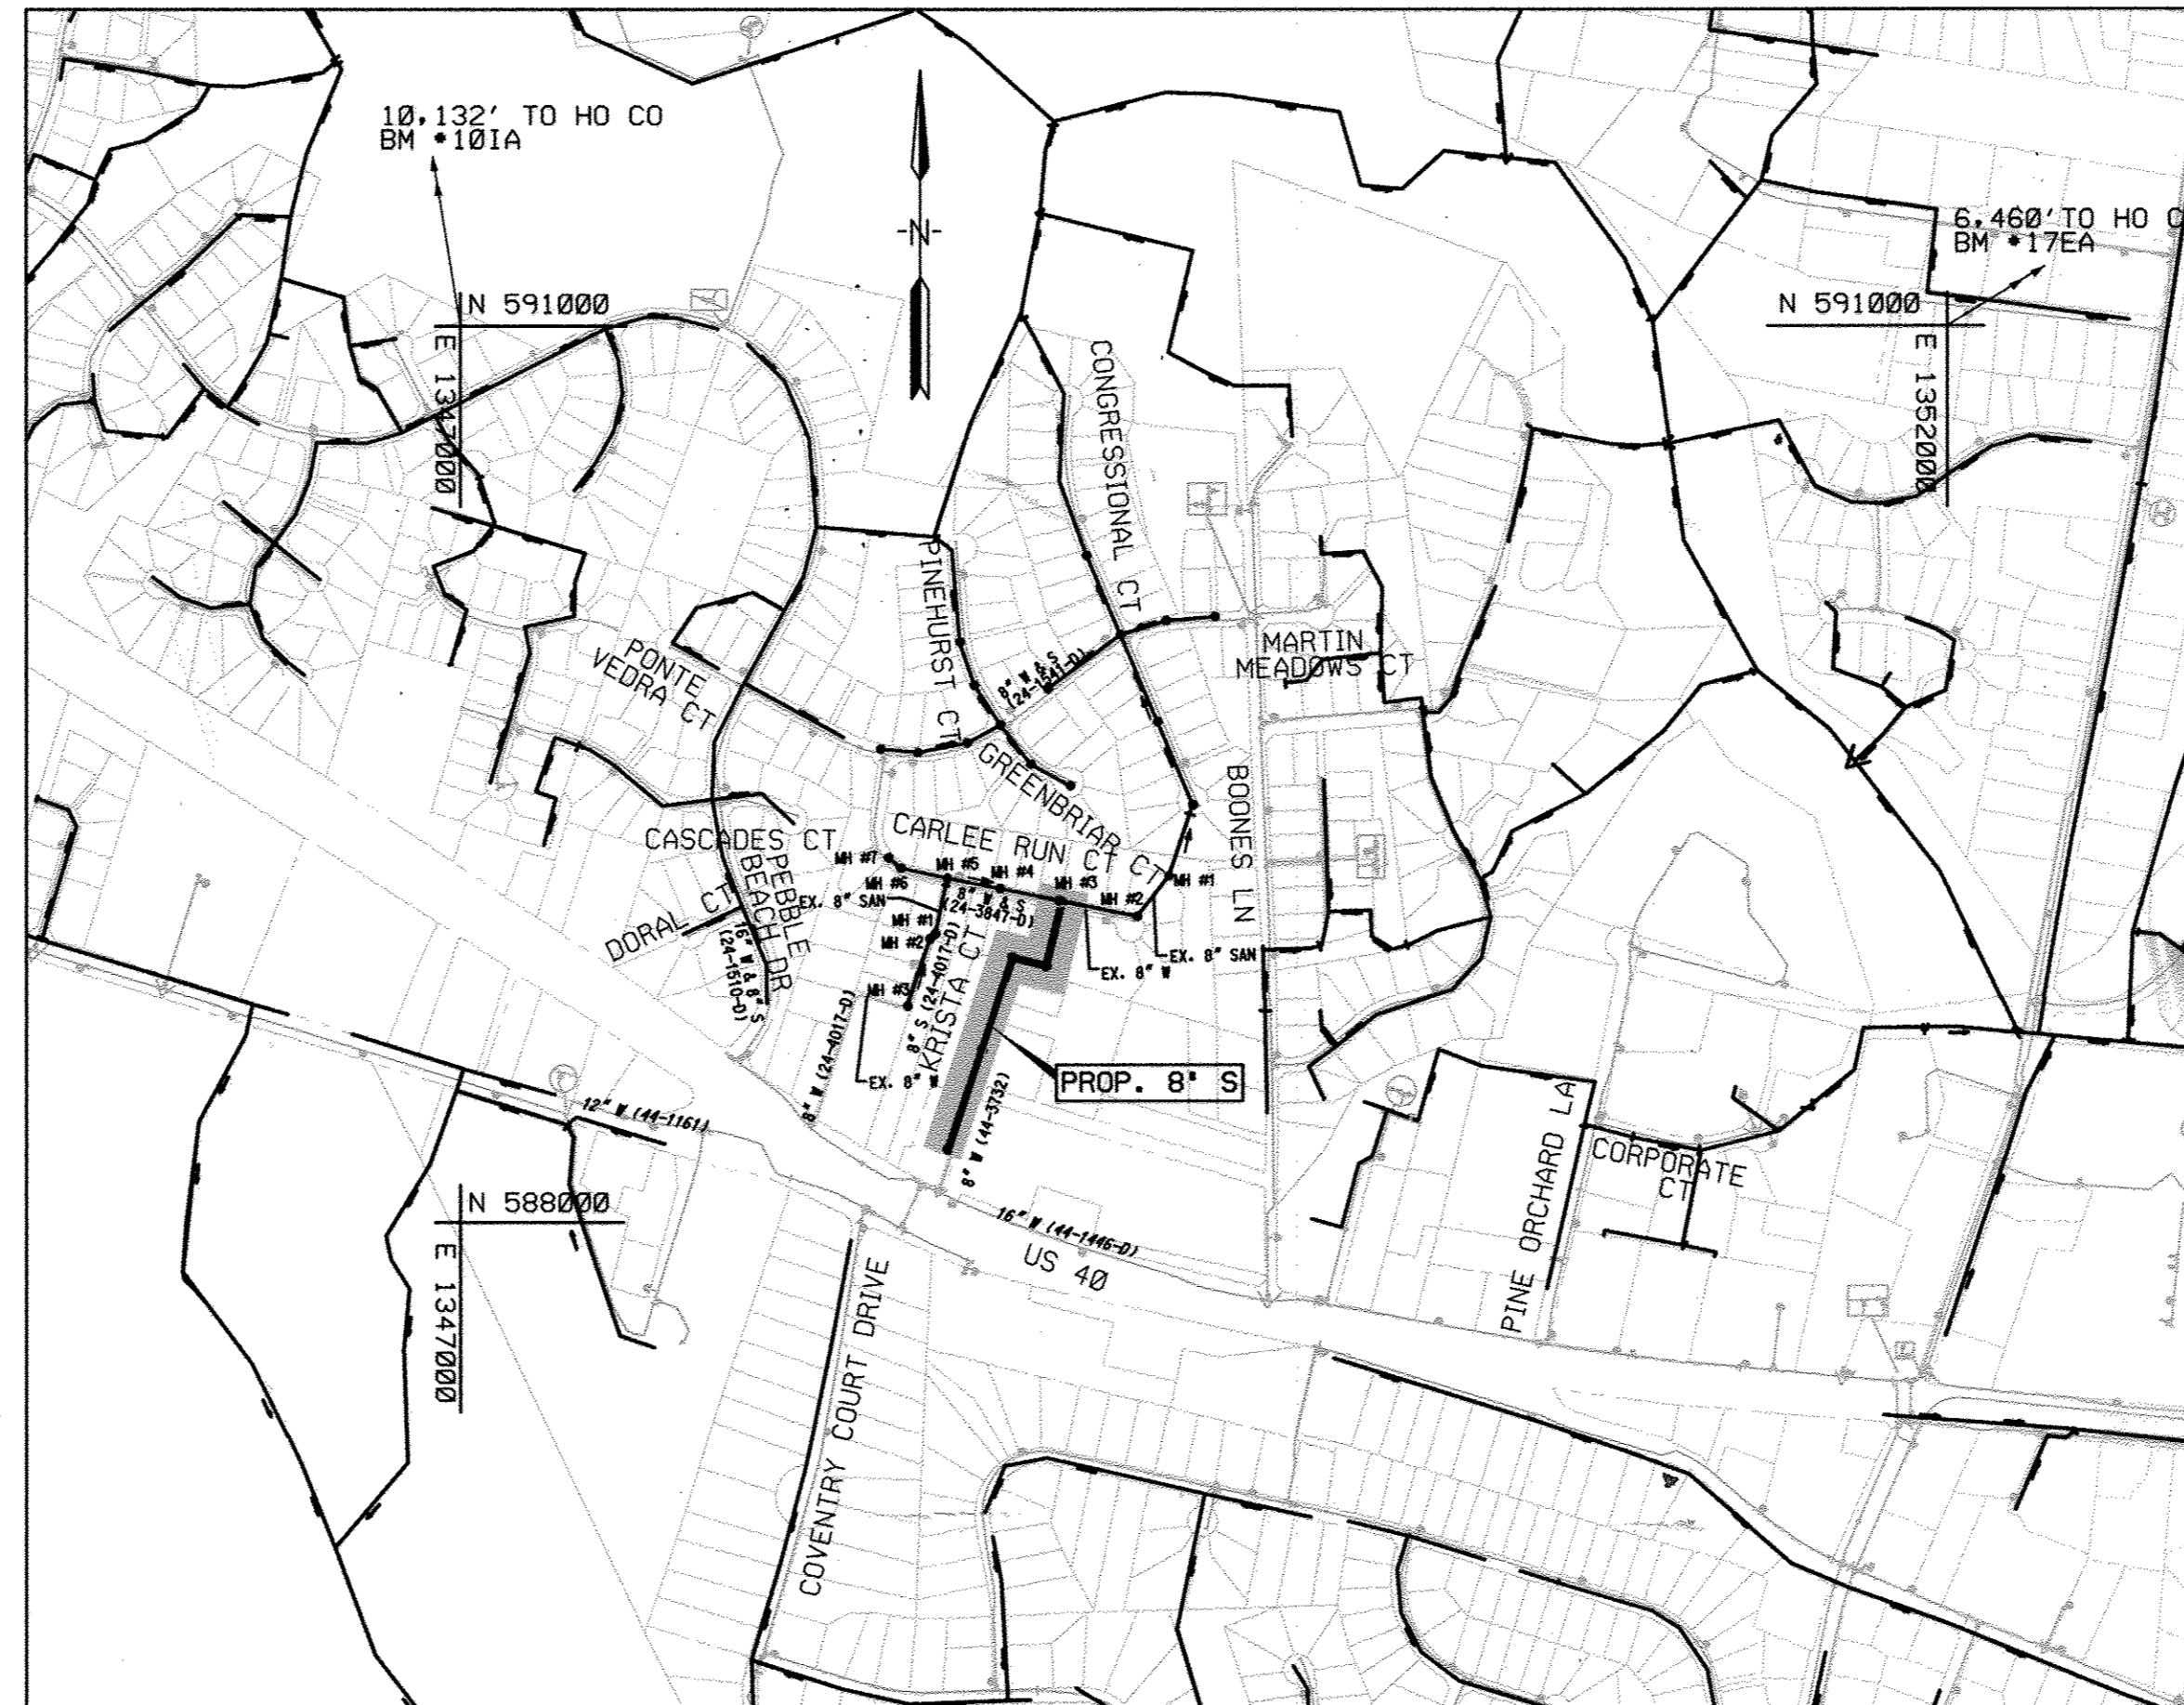 10,132' TO HO CO
BM *10IA
-N-
6,460' TO HO C
BM *17EA
N 591000
E 1347000
N 591000
E 1352000
CONGRESSIONAL CT
PINEHURST CT
PONTE
VEDRA CT
8" W & S
(24-1541-D)
MARTIN
MEADOWS CT
GREENBRIAR CT
BOONES LN
CASCADES CT
CARLEE RUN CT
MH #7
MH #6
MH #5
MH #4
MH #3
MH #2
MH #1
EX. 8" SAN
8" W & S
(24-3847-D)
MH #1
MH #2
MH #3
DORAL CT
PEBBLE
BEACH DR
16" W & 8" S
(24-1510-D)
EX. 8" SAN
EX. 8" W
8" W (24-4017-D)
8" S (24-4017-D)
KRISTA CT
EX. 8" W
PROP. 8" S
8" W (44-3732)
12" W (44-1161)
16" W (44-1446-D)
US 40
N 588000
E 1347000
COVENTRY COURT DRIVE
PINE ORCHARD LA
CORPORATE
CT